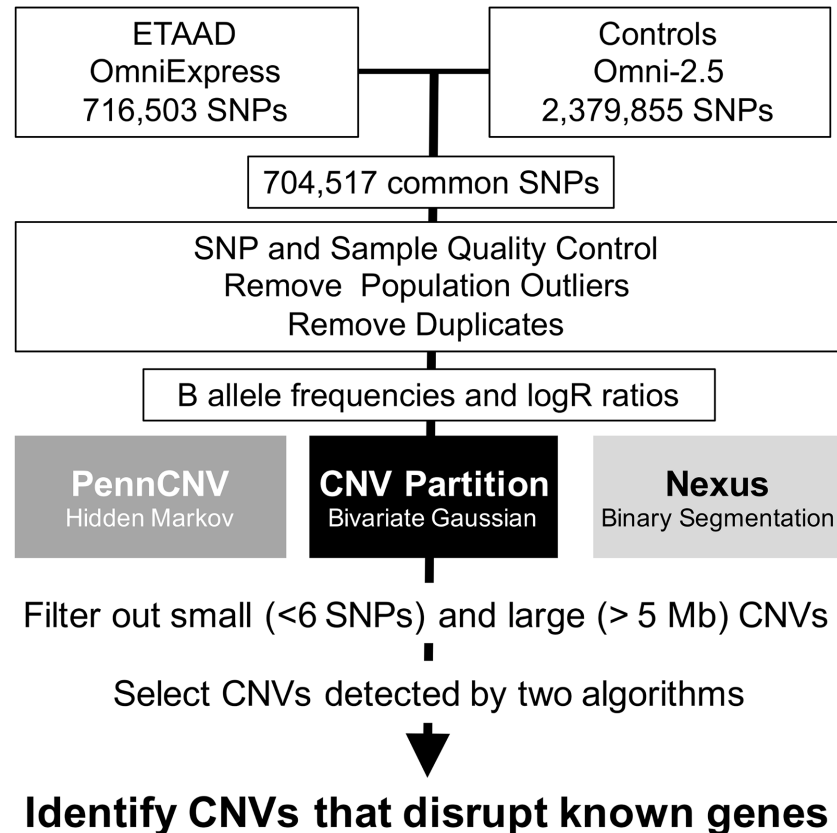 ETAAD
OmniExpress
716,503 SNPs
Controls
Omni-2.5
2,379,855 SNPs
704,517 common SNPs
SNP and Sample Quality Control
Remove Population Outliers
Remove Duplicates
B allele frequencies and logR ratios
PennCNV
Hidden Markov
CNV Partition
Bivariate Gaussian
Nexus
Binary Segmentation
Filter out small (<6 SNPs) and large (> 5 Mb) CNVs
Select CNVs detected by two algorithms
Identify CNVs that disrupt known genes